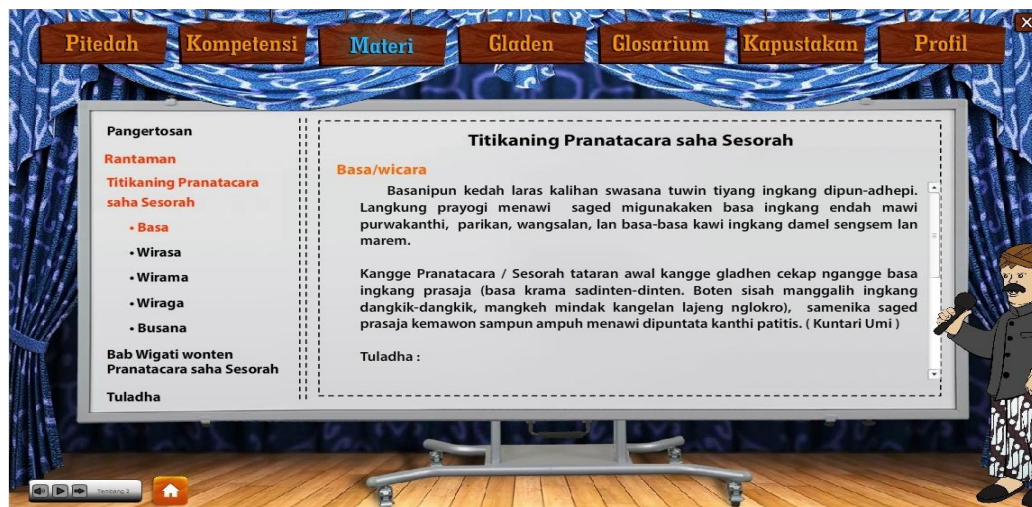 Pitedah Kompetensi Materi Gladen Glosarium Kapustakan Profil
X
Pangertosan
Rantaman
Titikaning Pranatacara
saha Sesorah
• Basa
• Wirasa
• Wirama
• Wiraga
• Busana
Bab Wigati wonten
Pranatacara saha Sesorah
Tuladha
Titikaning Pranatacara saha Sesorah
Basa/wicara
Basanipun kedah laras kalihan swasana tuwin tiyang ingkang dipun-adhepi.
Langkung prayogi menawi saged migunakaken basa ingkang endah mawi
purwakanthi, parikan, wangsalan, lan basa-basa kawi ingkang damel sengsem lan
marem.
Kangge Pranatacara / Sesorah tataran awal kangge gladhen cekap ngangge basa
ingkang prasaja (basa krama sadinten-dinten. Boten sisah manggalih ingkang
dangkik-dangkik, mangkeh mindak kangelan lajeng nglokro), samenika saged
prasaja kemawon sampun ampuh menawi dipuntata kanthi patitis. ( Kuntari Umi )
Tuladha :
Tembang 2